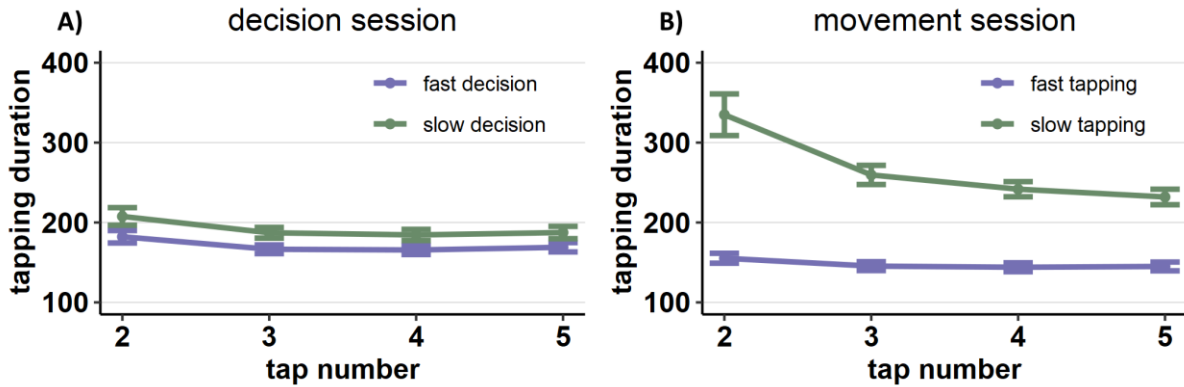 A) decision session
tapping duration
400
300
200
100
fast decision
slow decision
2 3 4 5
tap number
B) movement session
tapping duration
400
300
200
100
fast tapping
slow tapping
2 3 4 5
tap number